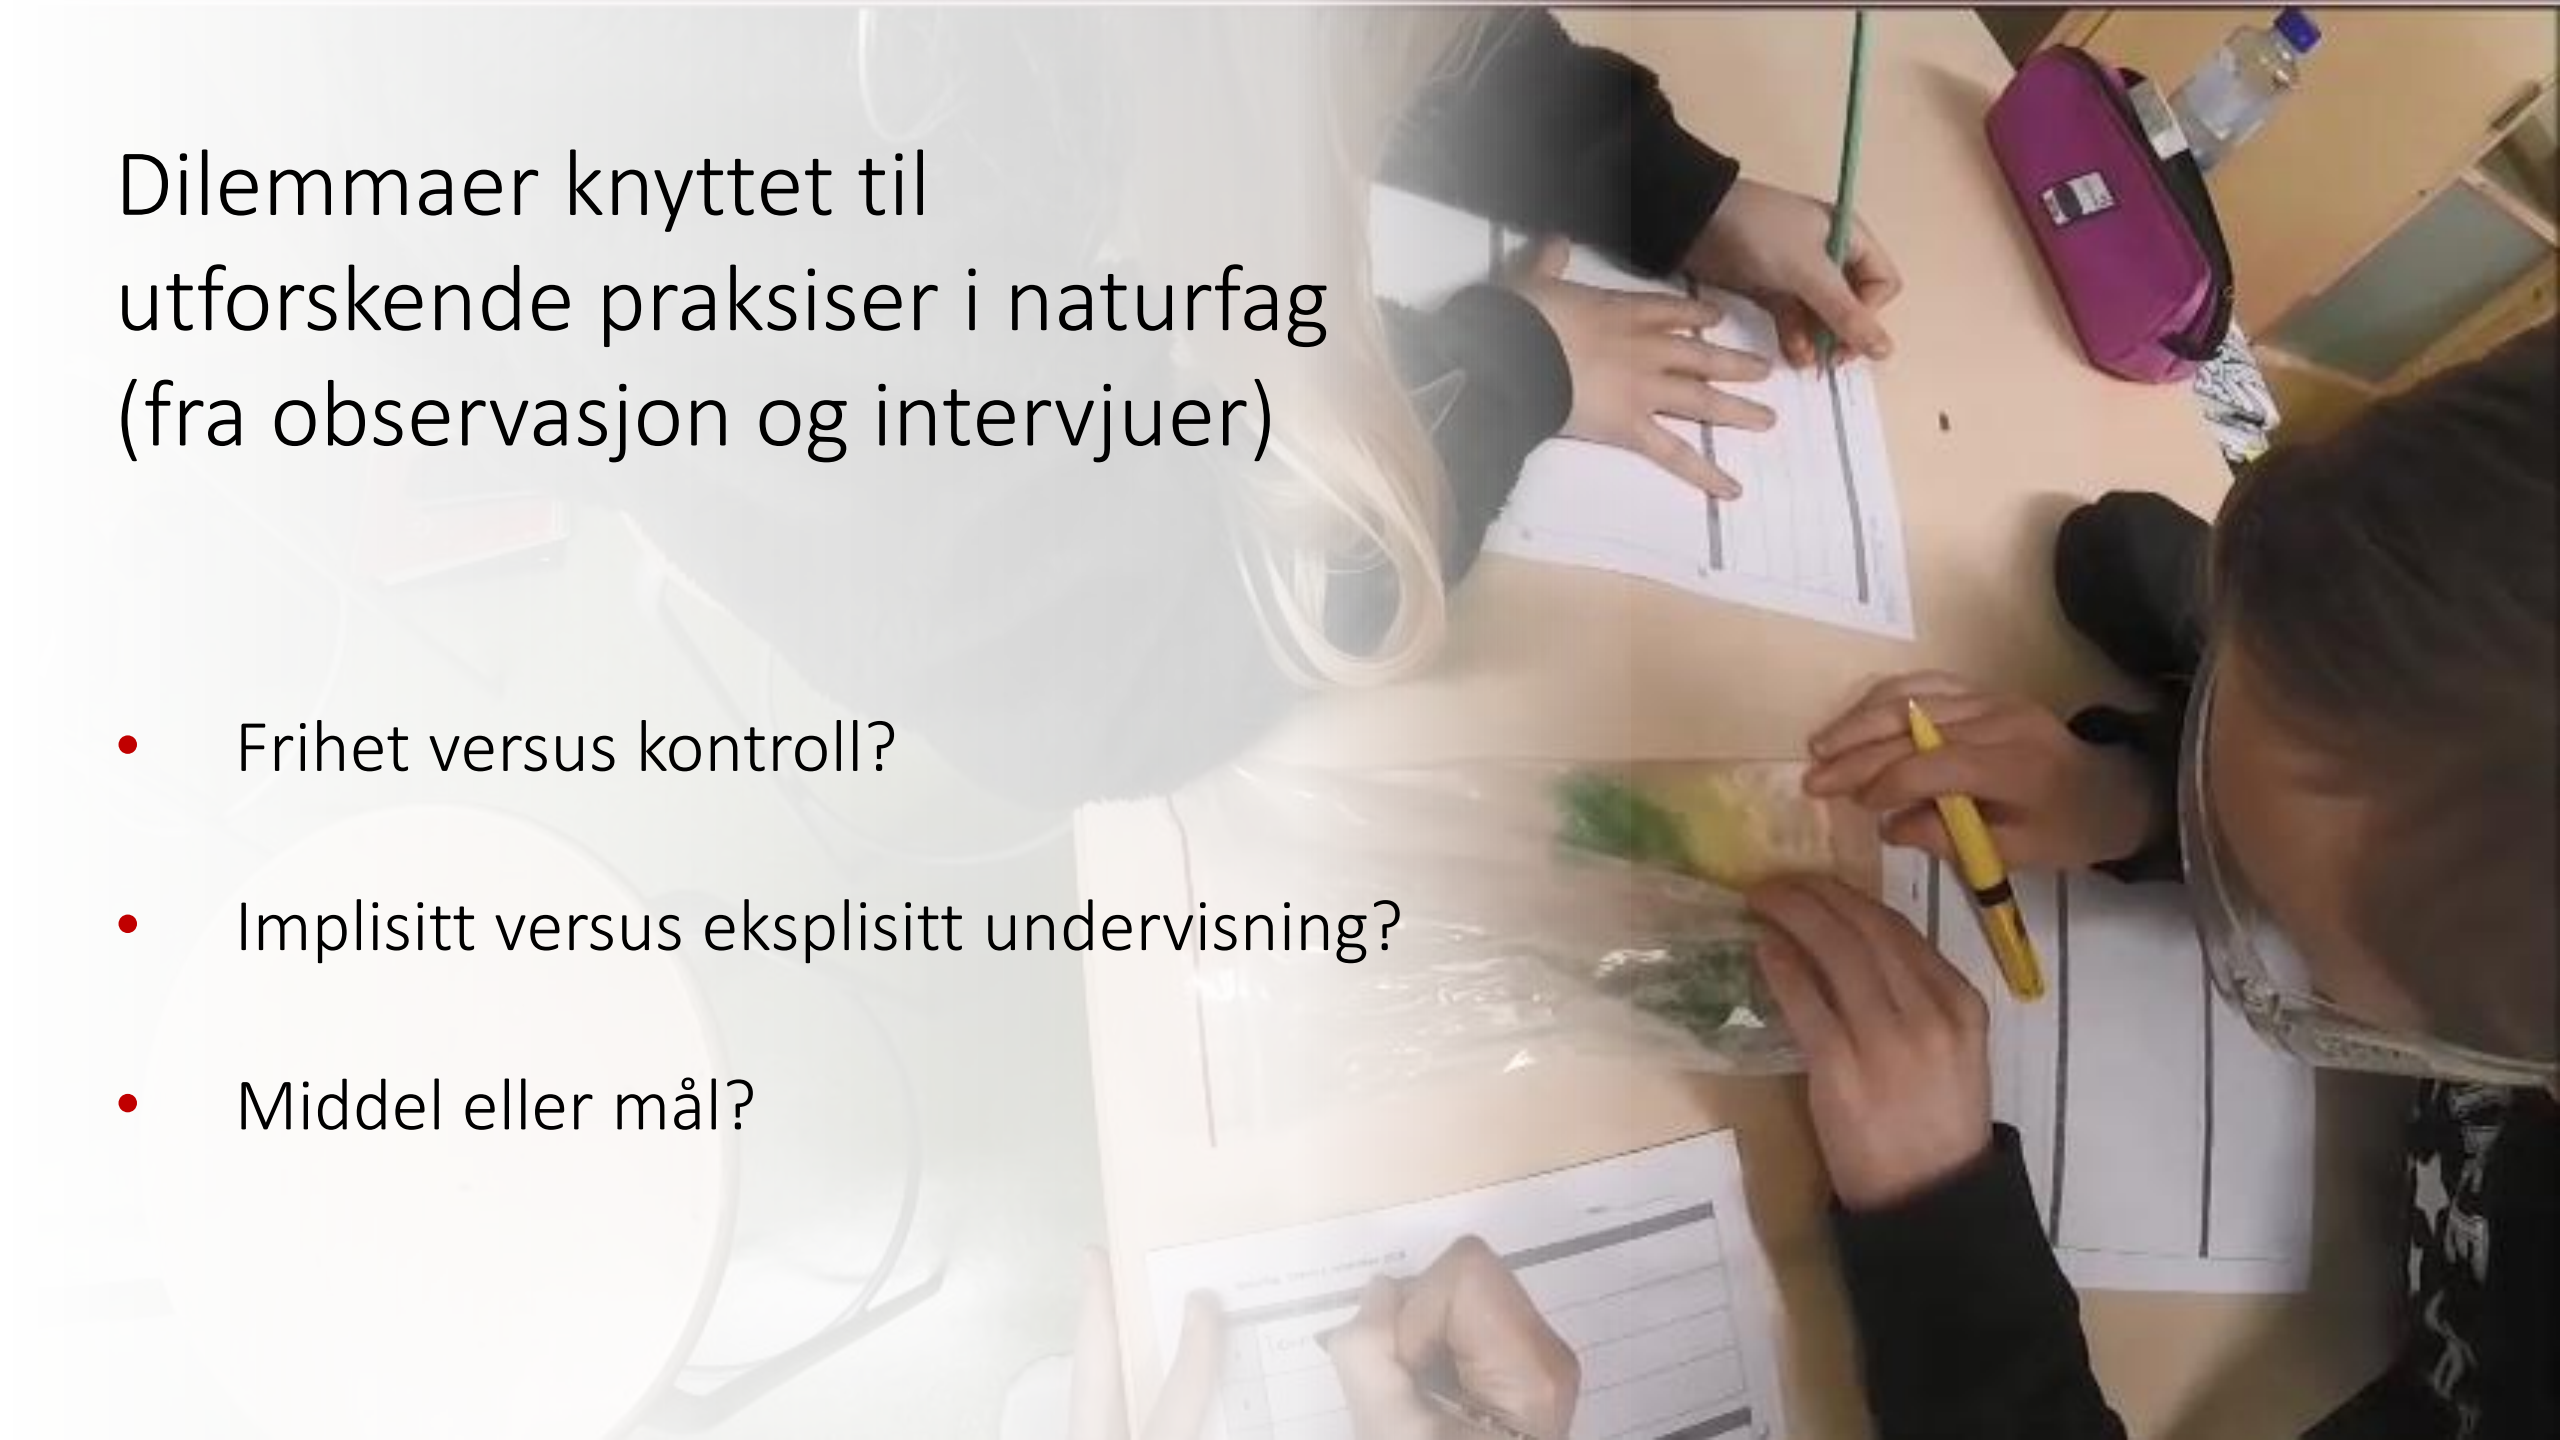 Dilemmaer knyttet til
utforskende praksiser i naturfag
(fra observasjon og intervjuer)
• Frihet versus kontroll?
• Implisitt versus eksplisitt undervisning?
• Middel eller mål?